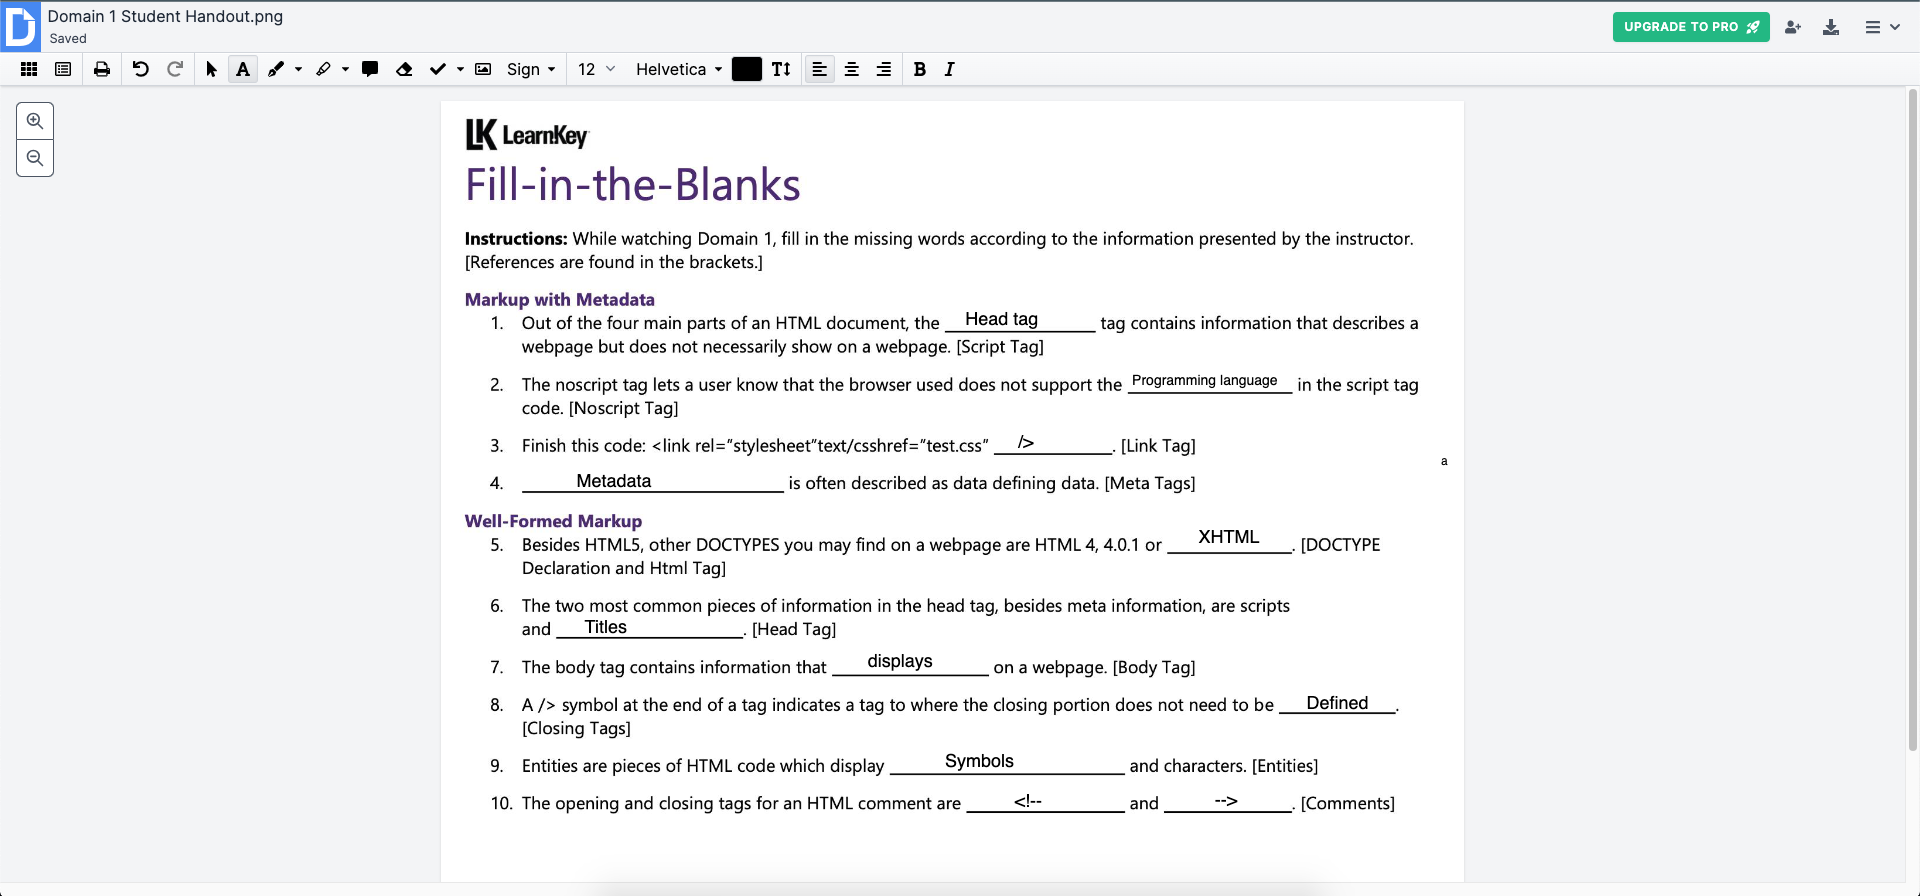 Domain 1 Student Handout.png
Saved
UPGRADE TO PRO
A Sign 12 Helvetica T B I
LK LearnKey
Fill-in-the-Blanks
Instructions: While watching Domain 1, fill in the missing words according to the information presented by the instructor.
[References are found in the brackets.]
Markup with Metadata
1. Out of the four main parts of an HTML document, the Head tag tag contains information that describes a
webpage but does not necessarily show on a webpage. [Script Tag]
2. The noscript tag lets a user know that the browser used does not support the Programming language in the script tag
code. [Noscript Tag]
3. Finish this code: <link rel="stylesheet"text/csshref="test.css" />. [Link Tag]
a
4. Metadata is often described as data defining data. [Meta Tags]
Well-Formed Markup
5. Besides HTML5, other DOCTYPES you may find on a webpage are HTML 4, 4.0.1 or XHTML. [DOCTYPE
Declaration and Html Tag]
6. The two most common pieces of information in the head tag, besides meta information, are scripts
and Titles. [Head Tag]
7. The body tag contains information that displays on a webpage. [Body Tag]
8. A /> symbol at the end of a tag indicates a tag to where the closing portion does not need to be Defined.
[Closing Tags]
9. Entities are pieces of HTML code which display Symbols and characters. [Entities]
10. The opening and closing tags for an HTML comment are <!-- and -->. [Comments]